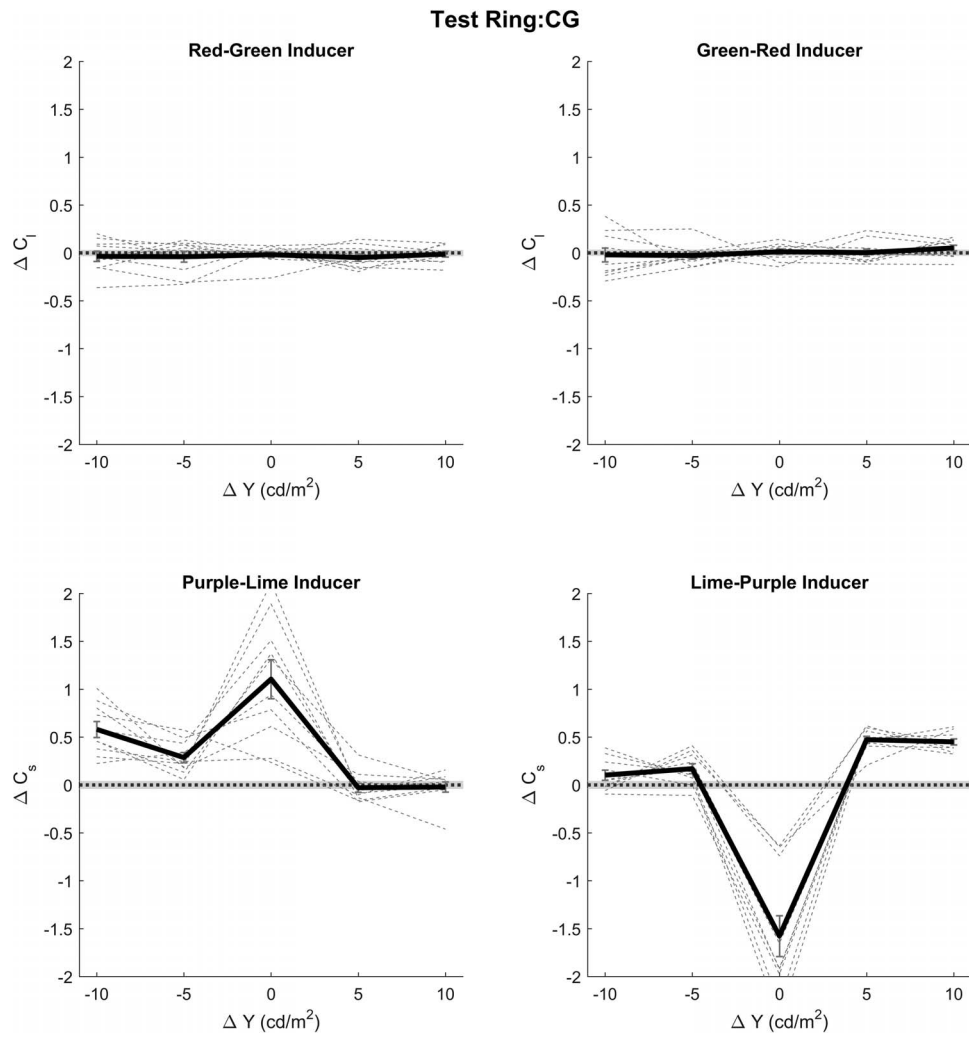 Test Ring:CG
Red-Green Inducer
2
1.5
1
0.5
0
-0.5
-1
-1.5
-2
Δ C_l
-10 -5 0 5 10
Δ Y (cd/m²)
Green-Red Inducer
2
1.5
1
0.5
0
-0.5
-1
-1.5
-2
Δ C_l
-10 -5 0 5 10
Δ Y (cd/m²)
Purple-Lime Inducer
2
1.5
1
0.5
0
-0.5
-1
-1.5
-2
Δ C_s
-10 -5 0 5 10
Δ Y (cd/m²)
Lime-Purple Inducer
2
1.5
1
0.5
0
-0.5
-1
-1.5
-2
Δ C_s
-10 -5 0 5 10
Δ Y (cd/m²)